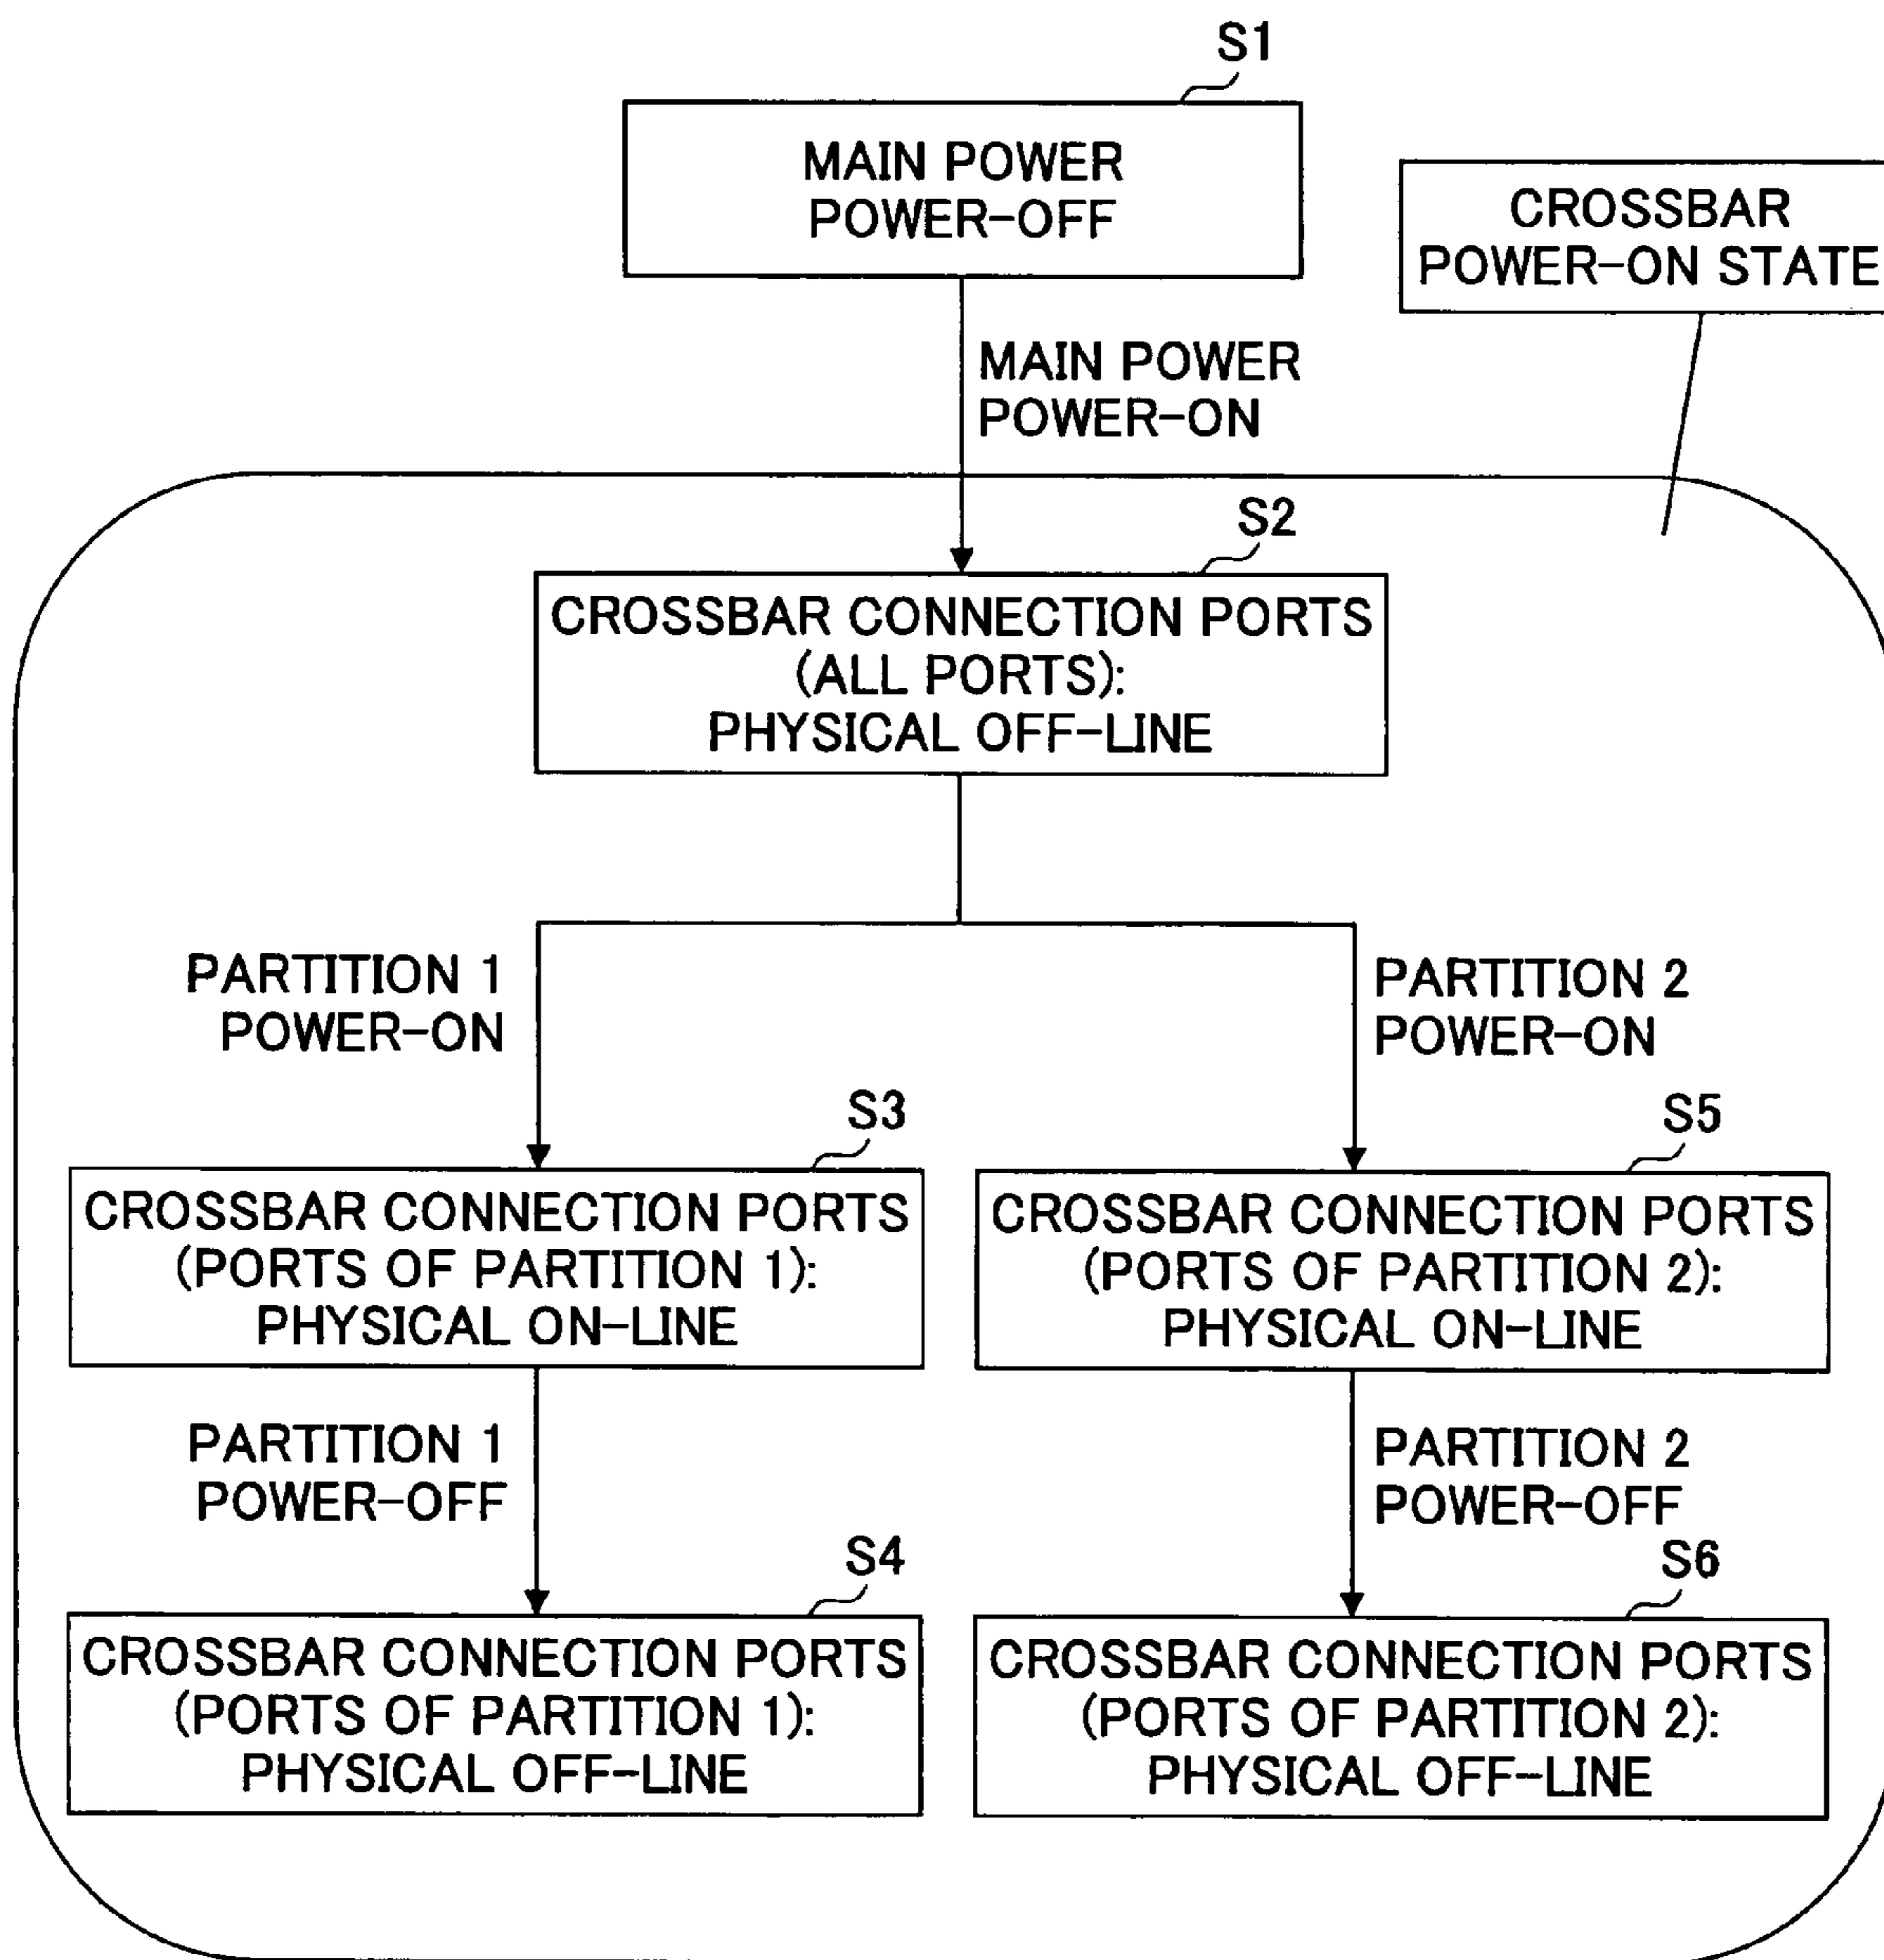 S1
MAIN POWER
POWER-OFF
CROSSBAR
POWER-ON STATE
MAIN POWER
POWER-ON
S2
CROSSBAR CONNECTION PORTS
(ALL PORTS):
PHYSICAL OFF-LINE
PARTITION 1
POWER-ON
PARTITION 2
POWER-ON
S3
CROSSBAR CONNECTION PORTS
(PORTS OF PARTITION 1):
PHYSICAL ON-LINE
S5
CROSSBAR CONNECTION PORTS
(PORTS OF PARTITION 2):
PHYSICAL ON-LINE
PARTITION 1
POWER-OFF
PARTITION 2
POWER-OFF
S4
CROSSBAR CONNECTION PORTS
(PORTS OF PARTITION 1):
PHYSICAL OFF-LINE
S6
CROSSBAR CONNECTION PORTS
(PORTS OF PARTITION 2):
PHYSICAL OFF-LINE